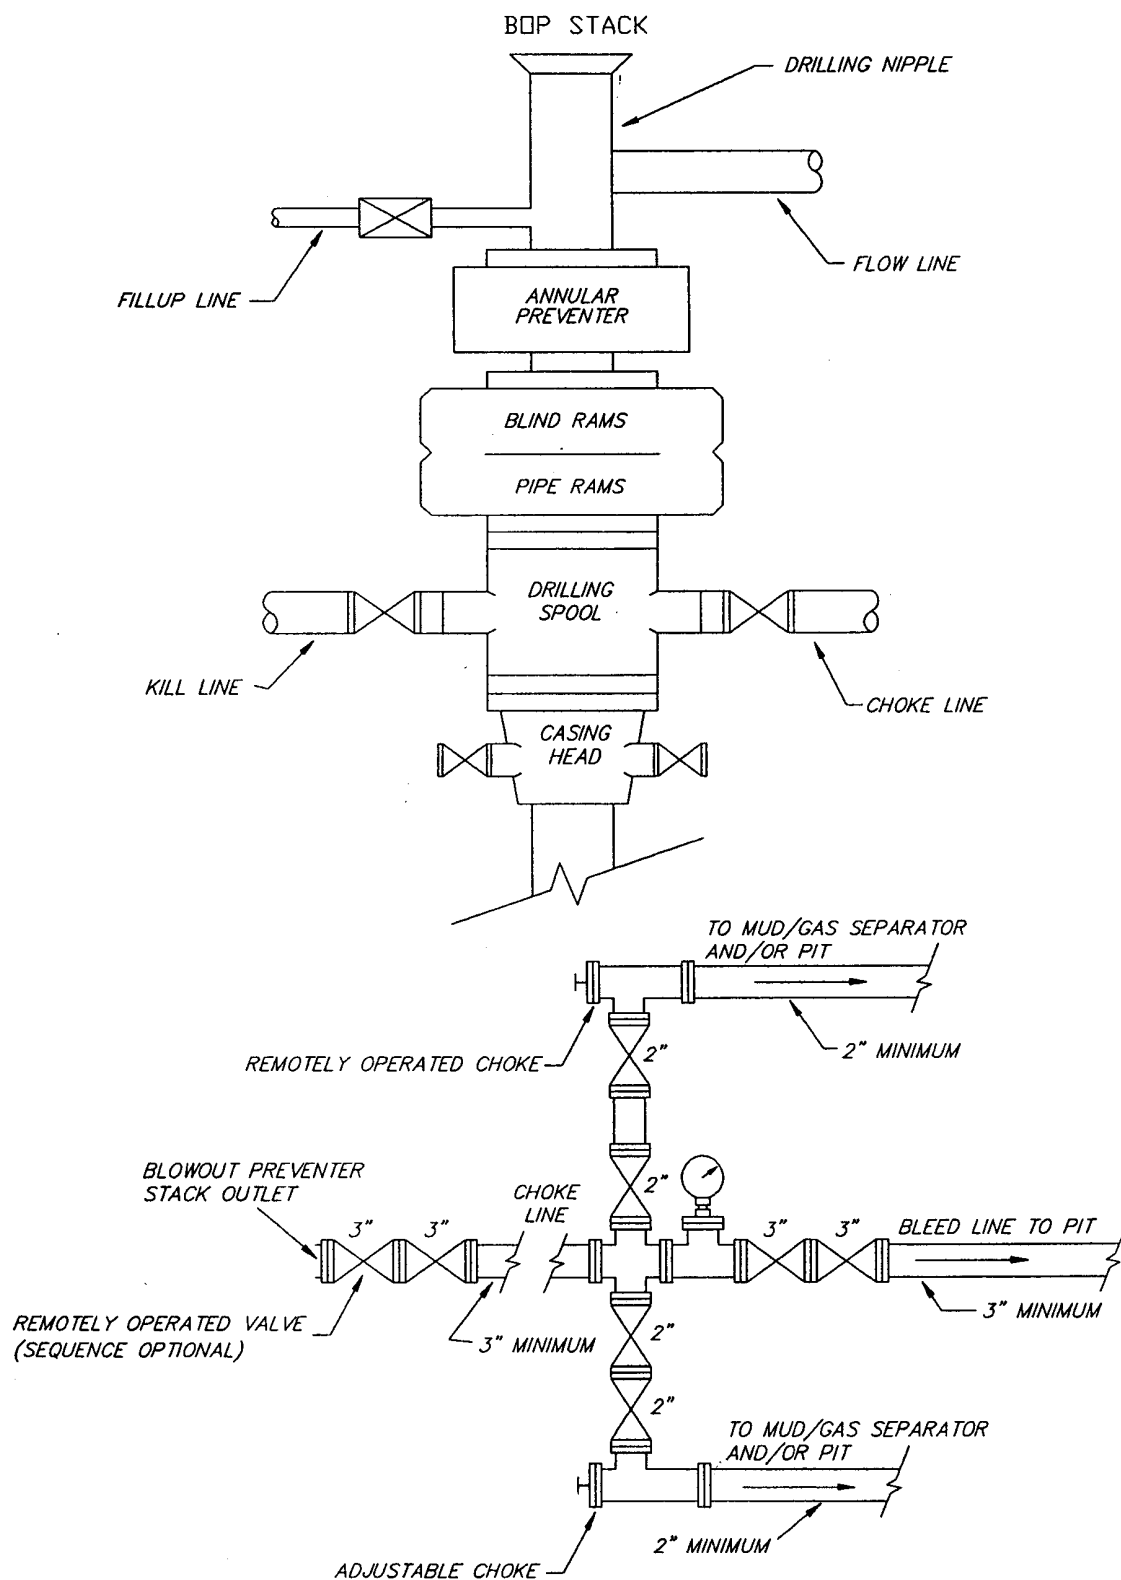 BOP STACK
DRILLING NIPPLE
FLOW LINE
FILLUP LINE
ANNULAR
PREVENTER
BLIND RAMS
PIPE RAMS
DRILLING
SPOOL
KILL LINE
CHOKE LINE
CASING
HEAD
TO MUD/GAS SEPARATOR
AND/OR PIT
2" MINIMUM
REMOTELY OPERATED CHOKE
2"
2"
BLOWOUT PREVENTER
STACK OUTLET
3"
3"
CHOKE
LINE
3"
3"
BLEED LINE TO PIT
3" MINIMUM
REMOTELY OPERATED VALVE
(SEQUENCE OPTIONAL)
3" MINIMUM
2"
2"
TO MUD/GAS SEPARATOR
AND/OR PIT
2" MINIMUM
ADJUSTABLE CHOKE